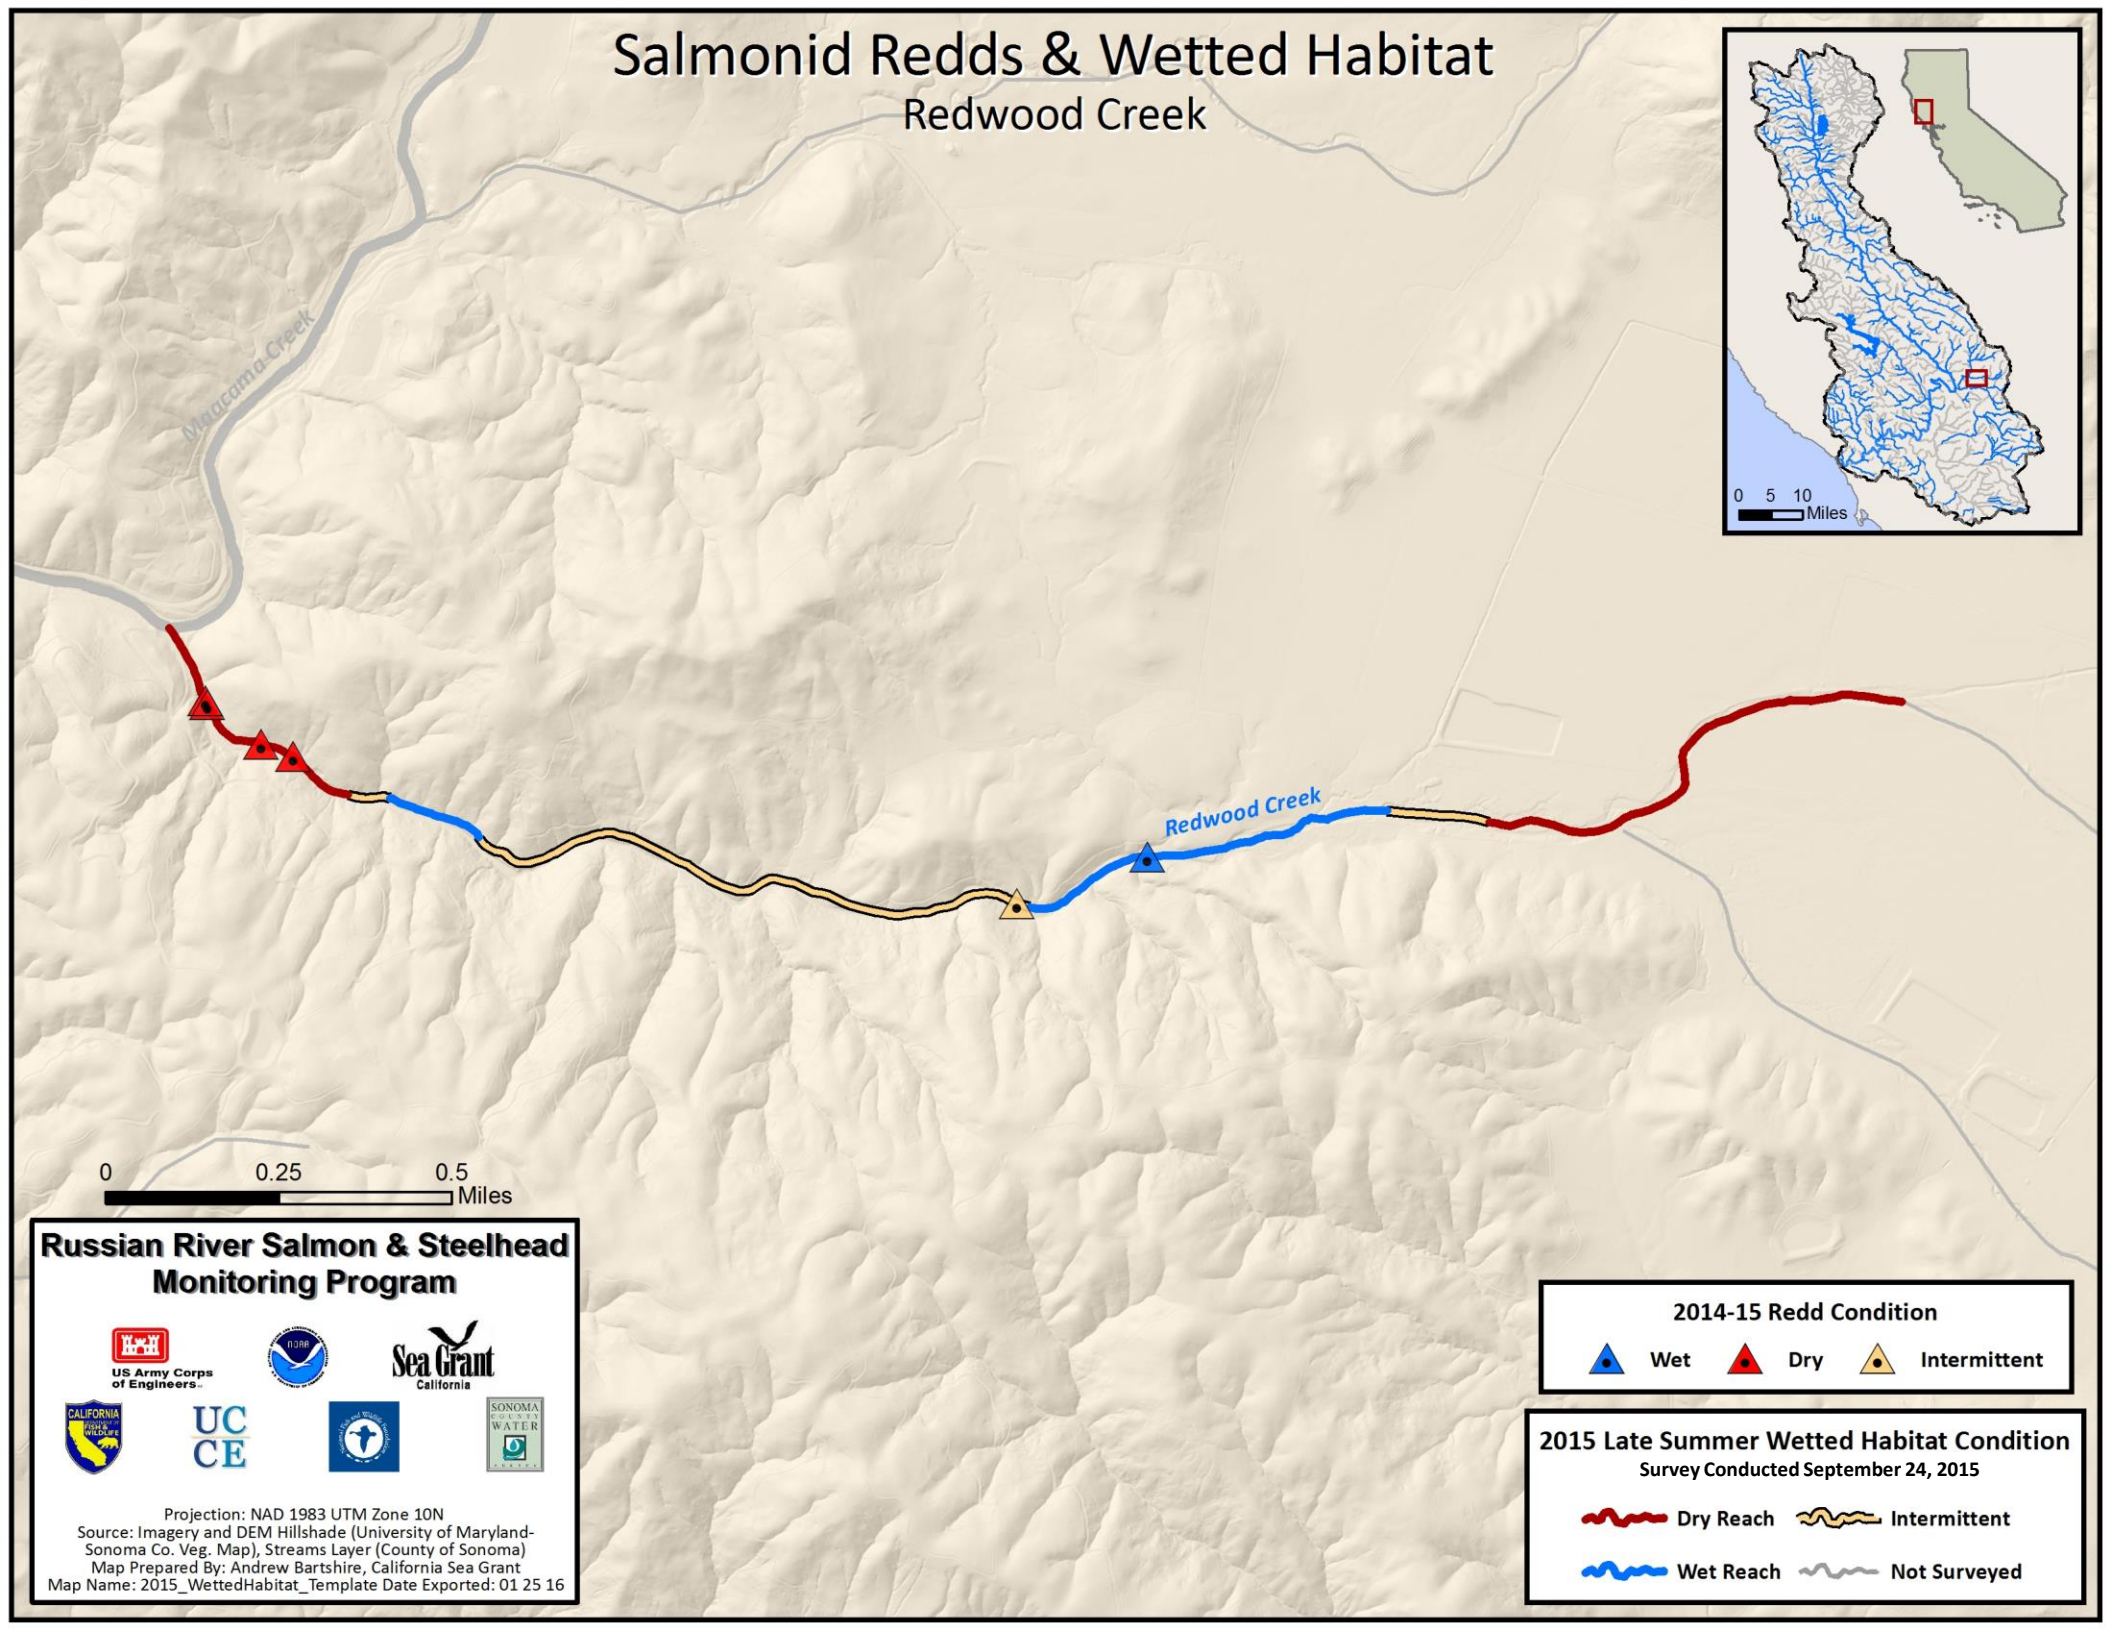 Salmonid Redds & Wetted Habitat
Redwood Creek
0 5 10
Miles
Maacama Creek
Redwood Creek
0 0.25 0.5
Miles
Russian River Salmon & Steelhead
Monitoring Program
US Army Corps
of Engineers
NOAA
Sea Grant
California
CALIFORNIA
FISH &
WILDLIFE
UC
CE
SONOMA
COUNTY
WATER
AGENCY
Projection: NAD 1983 UTM Zone 10N
Source: Imagery and DEM Hillshade (University of Maryland-
Sonoma Co. Veg. Map), Streams Layer (County of Sonoma)
Map Prepared By: Andrew Bartshire, California Sea Grant
Map Name: 2015_WettedHabitat_Template Date Exported: 01 25 16
2014-15 Redd Condition
Wet Dry Intermittent
2015 Late Summer Wetted Habitat Condition
Survey Conducted September 24, 2015
Dry Reach Intermittent
Wet Reach Not Surveyed